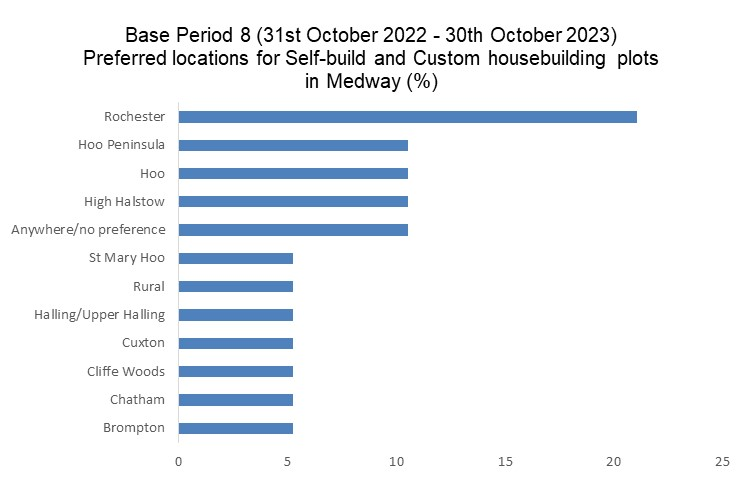 Base Period 8 (31st October 2022 - 30th October 2023)
Preferred locations for Self-build and Custom housebuilding plots
in Medway (%)
Rochester
Hoo Peninsula
Hoo
High Halstow
Anywhere/no preference
St Mary Hoo
Rural
Halling/Upper Halling
Cuxton
Cliffe Woods
Chatham
Brompton
0 5 10 15 20 25